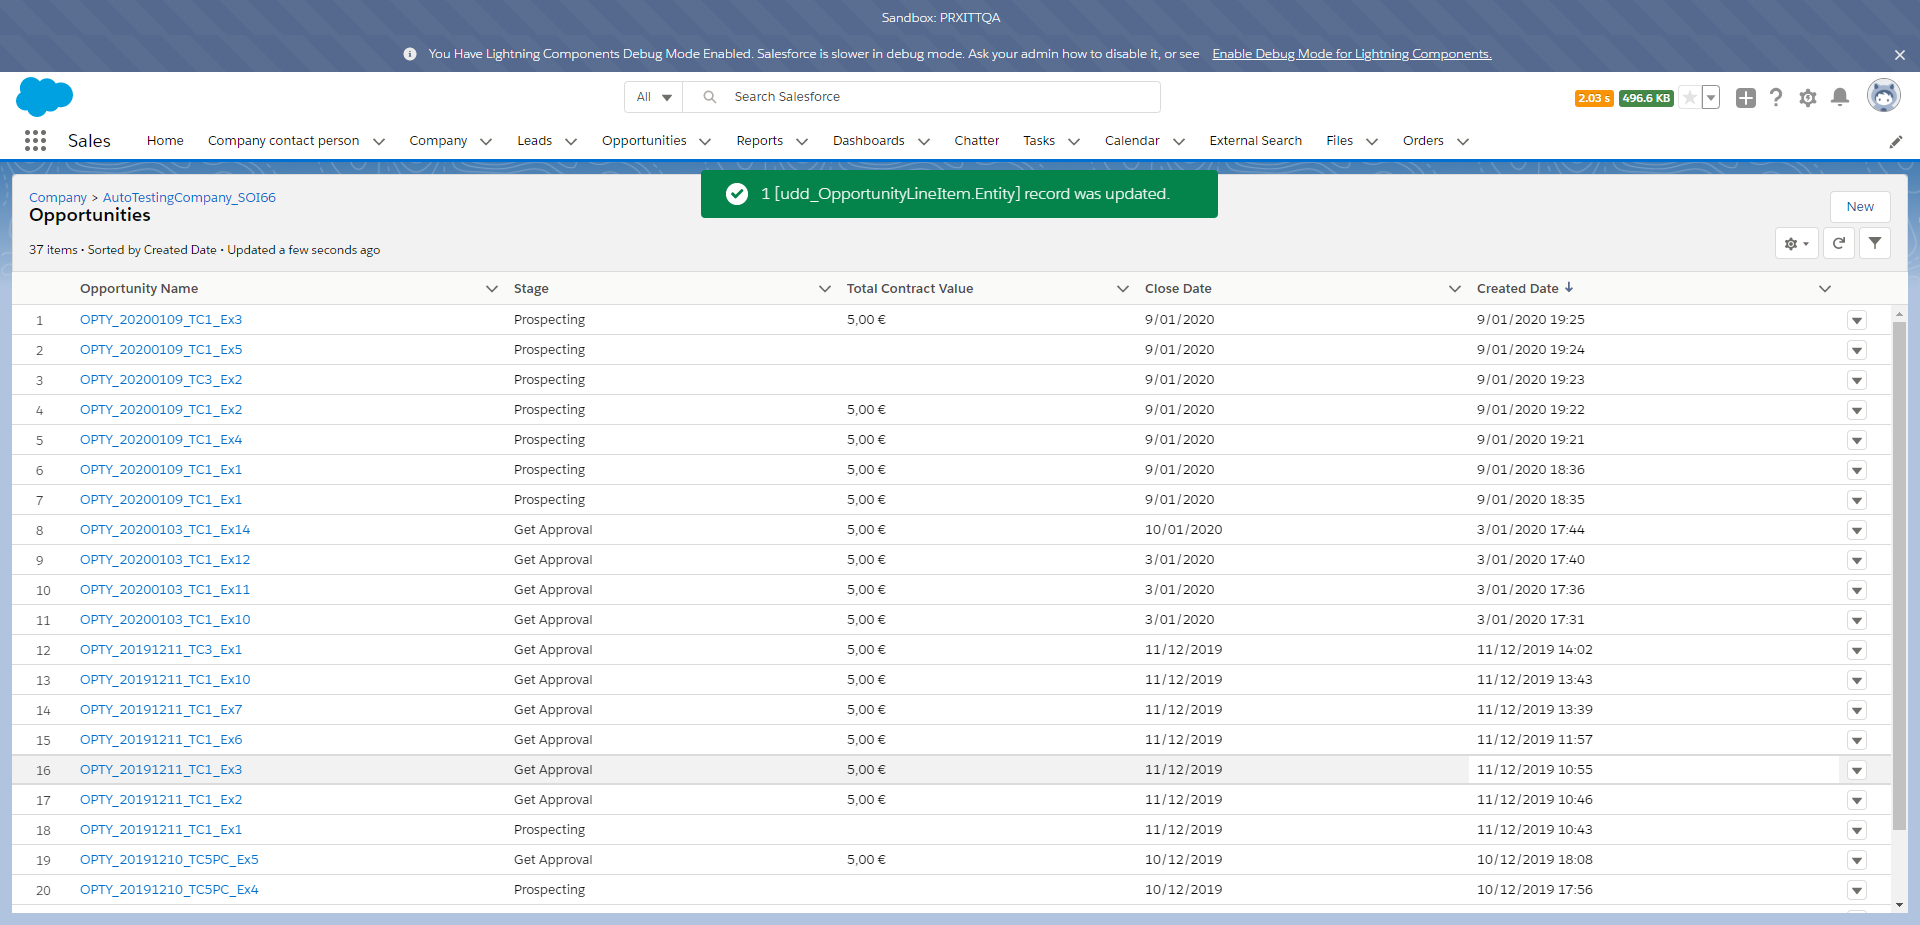 Sandbox: PRXITTQA
You Have Lightning Components Debug Mode Enabled. Salesforce is slower in debug mode. Ask your admin how to disable it, or see Enable Debug Mode for Lightning Components.
All Search Salesforce 2.03 s 496.6 KB
Sales Home Company contact person Company Leads Opportunities Reports Dashboards Chatter Tasks Calendar External Search Files Orders
Company > AutoTestingCompany_SOI66
1 [udd_OpportunityLineItem.Entity] record was updated.
Opportunities
New
37 items • Sorted by Created Date • Updated a few seconds ago
Opportunity Name Stage Total Contract Value Close Date Created Date
1 OPTY_20200109_TC1_Ex3 Prospecting 5,00 € 9/01/2020 9/01/2020 19:25
2 OPTY_20200109_TC1_Ex5 Prospecting 9/01/2020 9/01/2020 19:24
3 OPTY_20200109_TC3_Ex2 Prospecting 9/01/2020 9/01/2020 19:23
4 OPTY_20200109_TC1_Ex2 Prospecting 5,00 € 9/01/2020 9/01/2020 19:22
5 OPTY_20200109_TC1_Ex4 Prospecting 5,00 € 9/01/2020 9/01/2020 19:21
6 OPTY_20200109_TC1_Ex1 Prospecting 5,00 € 9/01/2020 9/01/2020 18:36
7 OPTY_20200109_TC1_Ex1 Prospecting 5,00 € 9/01/2020 9/01/2020 18:35
8 OPTY_20200103_TC1_Ex14 Get Approval 5,00 € 10/01/2020 3/01/2020 17:44
9 OPTY_20200103_TC1_Ex12 Get Approval 5,00 € 3/01/2020 3/01/2020 17:40
10 OPTY_20200103_TC1_Ex11 Get Approval 5,00 € 3/01/2020 3/01/2020 17:36
11 OPTY_20200103_TC1_Ex10 Get Approval 5,00 € 3/01/2020 3/01/2020 17:31
12 OPTY_20191211_TC3_Ex1 Get Approval 5,00 € 11/12/2019 11/12/2019 14:02
13 OPTY_20191211_TC1_Ex10 Get Approval 5,00 € 11/12/2019 11/12/2019 13:43
14 OPTY_20191211_TC1_Ex7 Get Approval 5,00 € 11/12/2019 11/12/2019 13:39
15 OPTY_20191211_TC1_Ex6 Get Approval 5,00 € 11/12/2019 11/12/2019 11:57
16 OPTY_20191211_TC1_Ex3 Get Approval 5,00 € 11/12/2019 11/12/2019 10:55
17 OPTY_20191211_TC1_Ex2 Get Approval 5,00 € 11/12/2019 11/12/2019 10:46
18 OPTY_20191211_TC1_Ex1 Prospecting 11/12/2019 11/12/2019 10:43
19 OPTY_20191210_TC5PC_Ex5 Get Approval 5,00 € 10/12/2019 10/12/2019 18:08
20 OPTY_20191210_TC5PC_Ex4 Prospecting 10/12/2019 10/12/2019 17:56